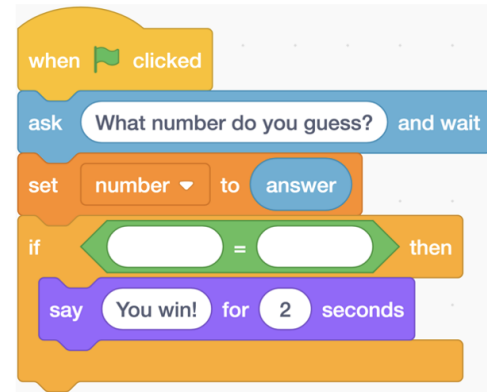 when clicked
ask What number do you guess? and wait
set number to answer
if = then
say You win! for 2 seconds